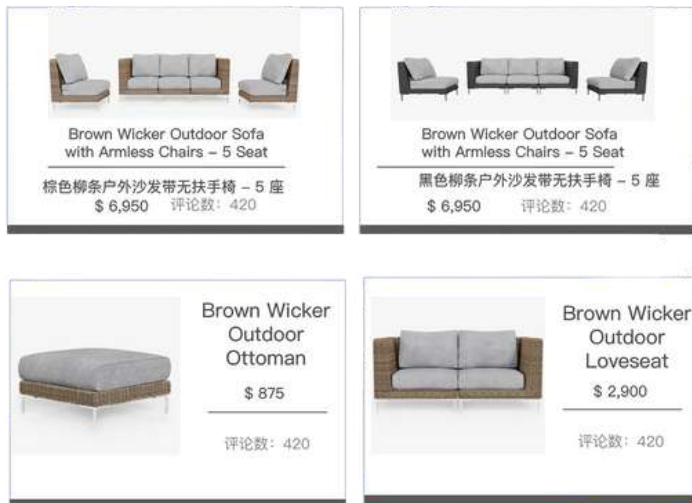 Brown Wicker Outdoor Sofa
with Armless Chairs – 5 Seat
棕色柳条户外沙发带无扶手椅 – 5 座
$ 6,950 评论数：420
Brown Wicker Outdoor Sofa
with Armless Chairs – 5 Seat
黑色柳条户外沙发带无扶手椅 – 5 座
$ 6,950 评论数：420
Brown Wicker
Outdoor
Ottoman
$ 875
评论数：420
Brown Wicker
Outdoor
Loveseat
$ 2,900
评论数：420